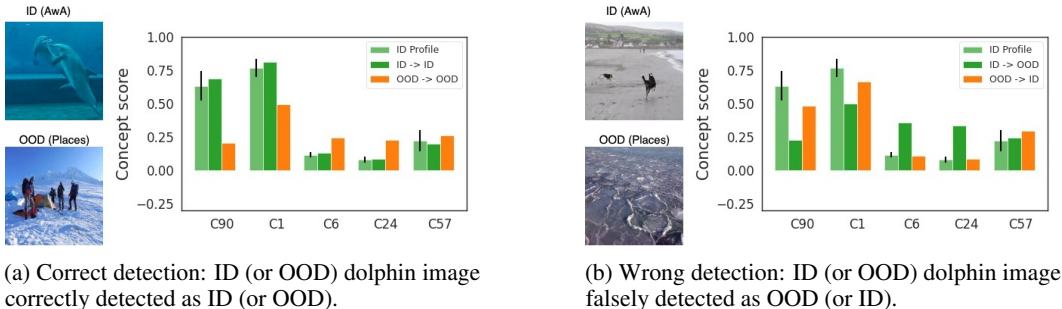 ID (AwA)
OOD (Places)
Concept score
1.00
0.75
0.50
0.25
0.00
−0.25
ID Profile
ID -> ID
OOD -> OOD
C90 C1 C6 C24 C57
(a) Correct detection: ID (or OOD) dolphin image
correctly detected as ID (or OOD).
ID (AwA)
OOD (Places)
Concept score
1.00
0.75
0.50
0.25
0.00
−0.25
ID Profile
ID -> OOD
OOD -> ID
C90 C1 C6 C24 C57
(b) Wrong detection: ID (or OOD) dolphin image
falsely detected as OOD (or ID).